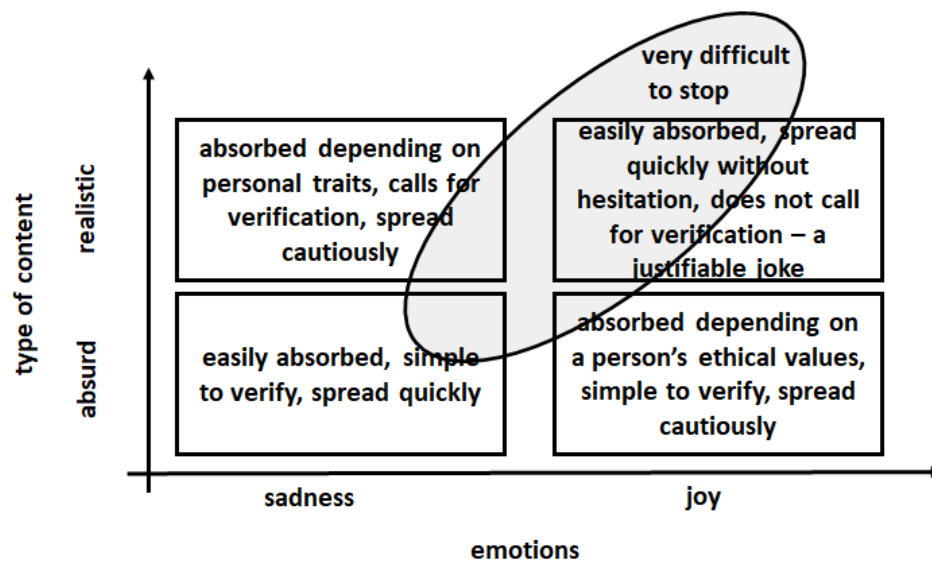 very difficult
to stop
absorbed depending on
personal traits, calls for
verification, spread
cautiously
easily absorbed, spread
quickly without
hesitation, does not call
for verification – a
justifiable joke
easily absorbed, simple
to verify, spread quickly
absorbed depending on
a person’s ethical values,
simple to verify, spread
cautiously
type of content
realistic
absurd
sadness
joy
emotions